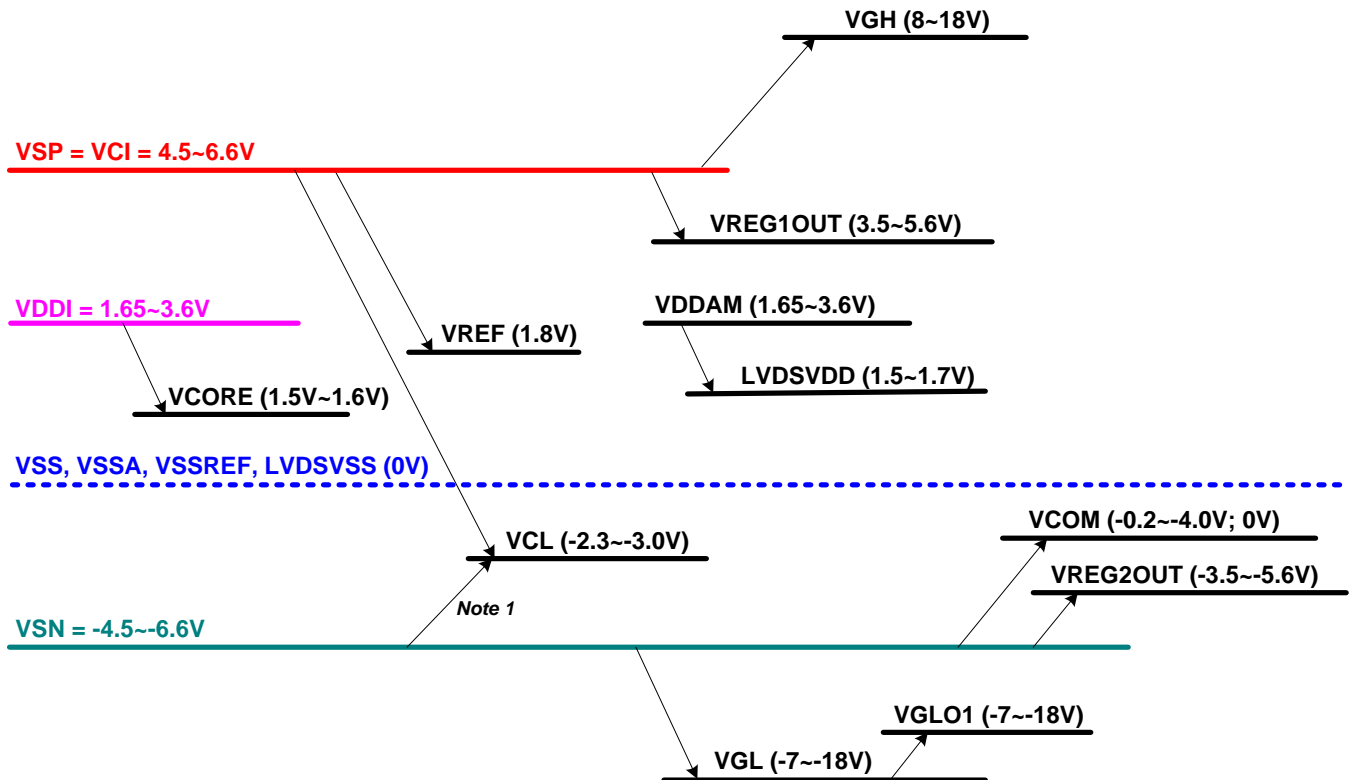 VGH (8~18V)
VSP = VCI = 4.5~6.6V
VREG1OUT (3.5~5.6V)
VDDI = 1.65~3.6V
VDDAM (1.65~3.6V)
VREF (1.8V)
LVDSVDD (1.5~1.7V)
VCORE (1.5V~1.6V)
VSS, VSSA, VSSREF, LVDSVSS (0V)
VCOM (-0.2~-4.0V; 0V)
VCL (-2.3~-3.0V)
VREG2OUT (-3.5~-5.6V)
Note 1
VSN = -4.5~-6.6V
VGLO1 (-7~-18V)
VGL (-7~-18V)